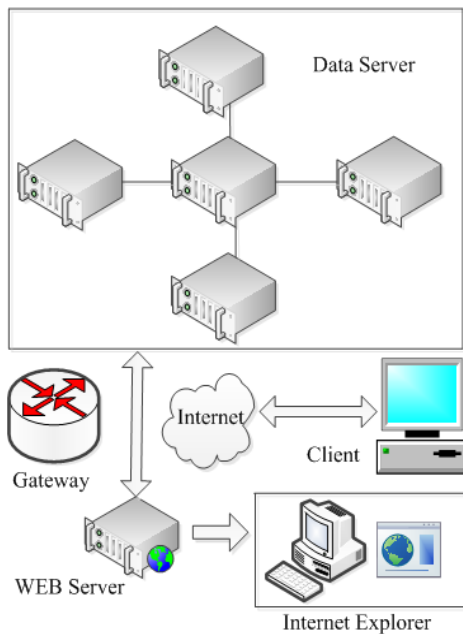 Data Server
Internet
Client
Gateway
WEB Server
Internet Explorer